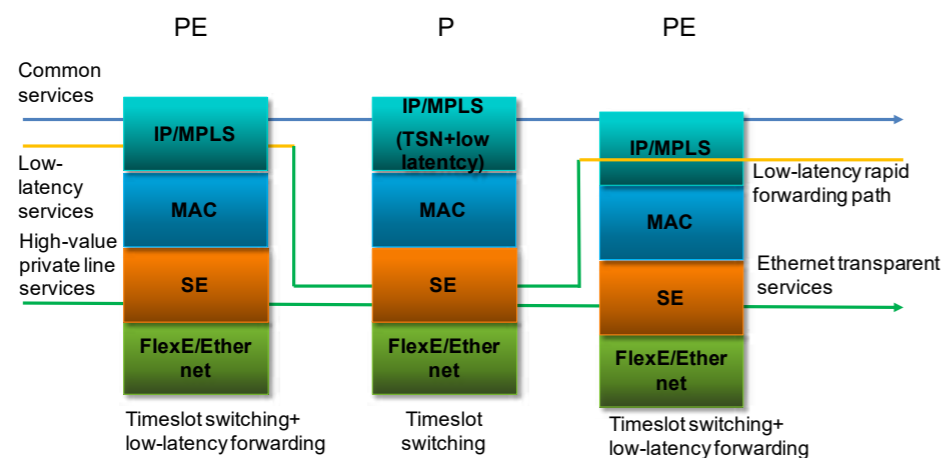 PE
P
PE
Common
services
Low-
latency
services
High-value
private line
services
IP/MPLS
MAC
SE
FlexE/Ether
net
Timeslot switching+
low-latency forwarding
IP/MPLS
(TSN+low
latentcy)
MAC
SE
FlexE/Ether
net
Timeslot
switching
IP/MPLS
MAC
SE
FlexE/Ether
net
Timeslot switching+
low-latency forwarding
Low-latency rapid
forwarding path
Ethernet transparent
services